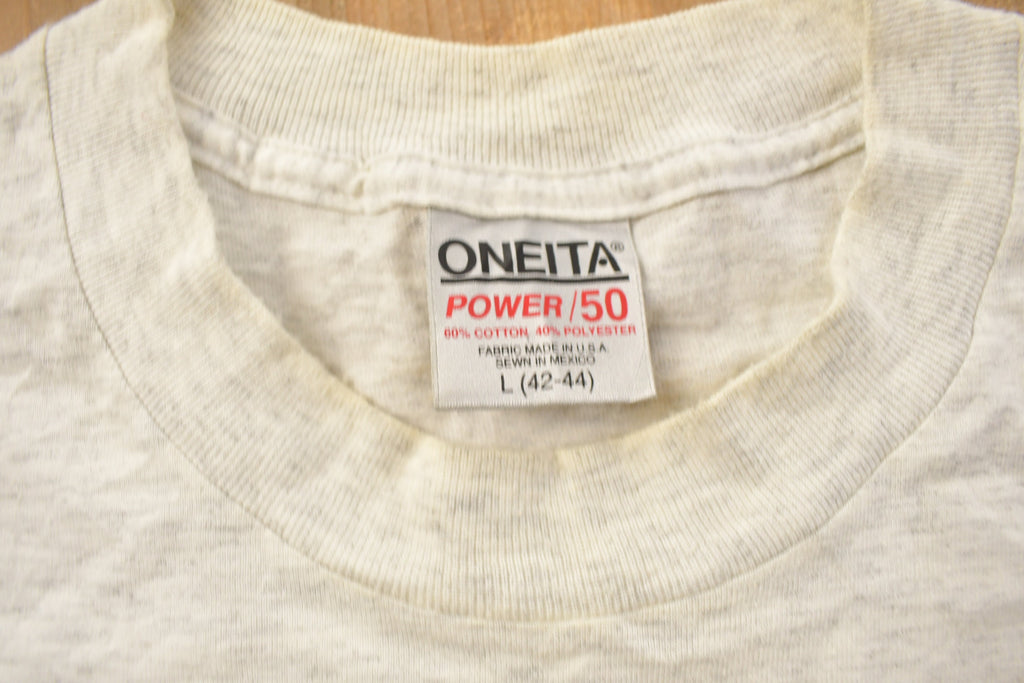 ONEITA®
POWER/50
60% COTTON 40% POLYESTER
FABRIC MADE IN U.S.A.
SEWN IN MEXICO
L (42-44)